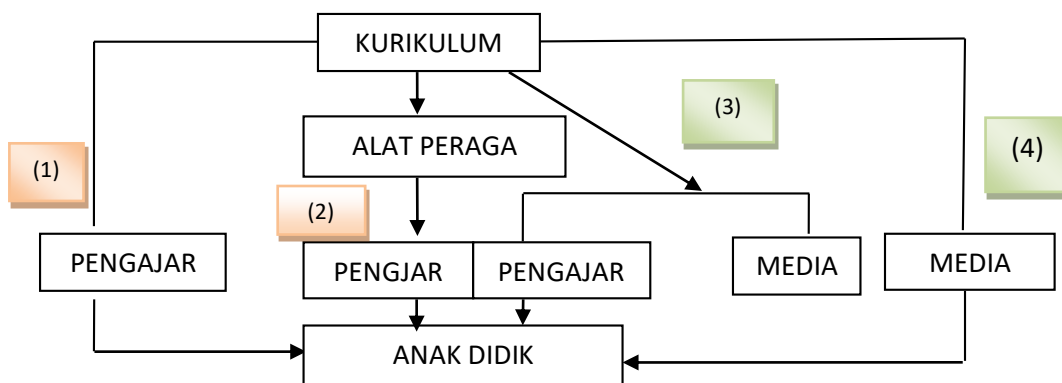 KURIKULUM
(3)
ALAT PERAGA
(4)
(1)
(2)
PENGAJAR
PENGJAR
PENGAJAR
MEDIA
MEDIA
ANAK DIDIK